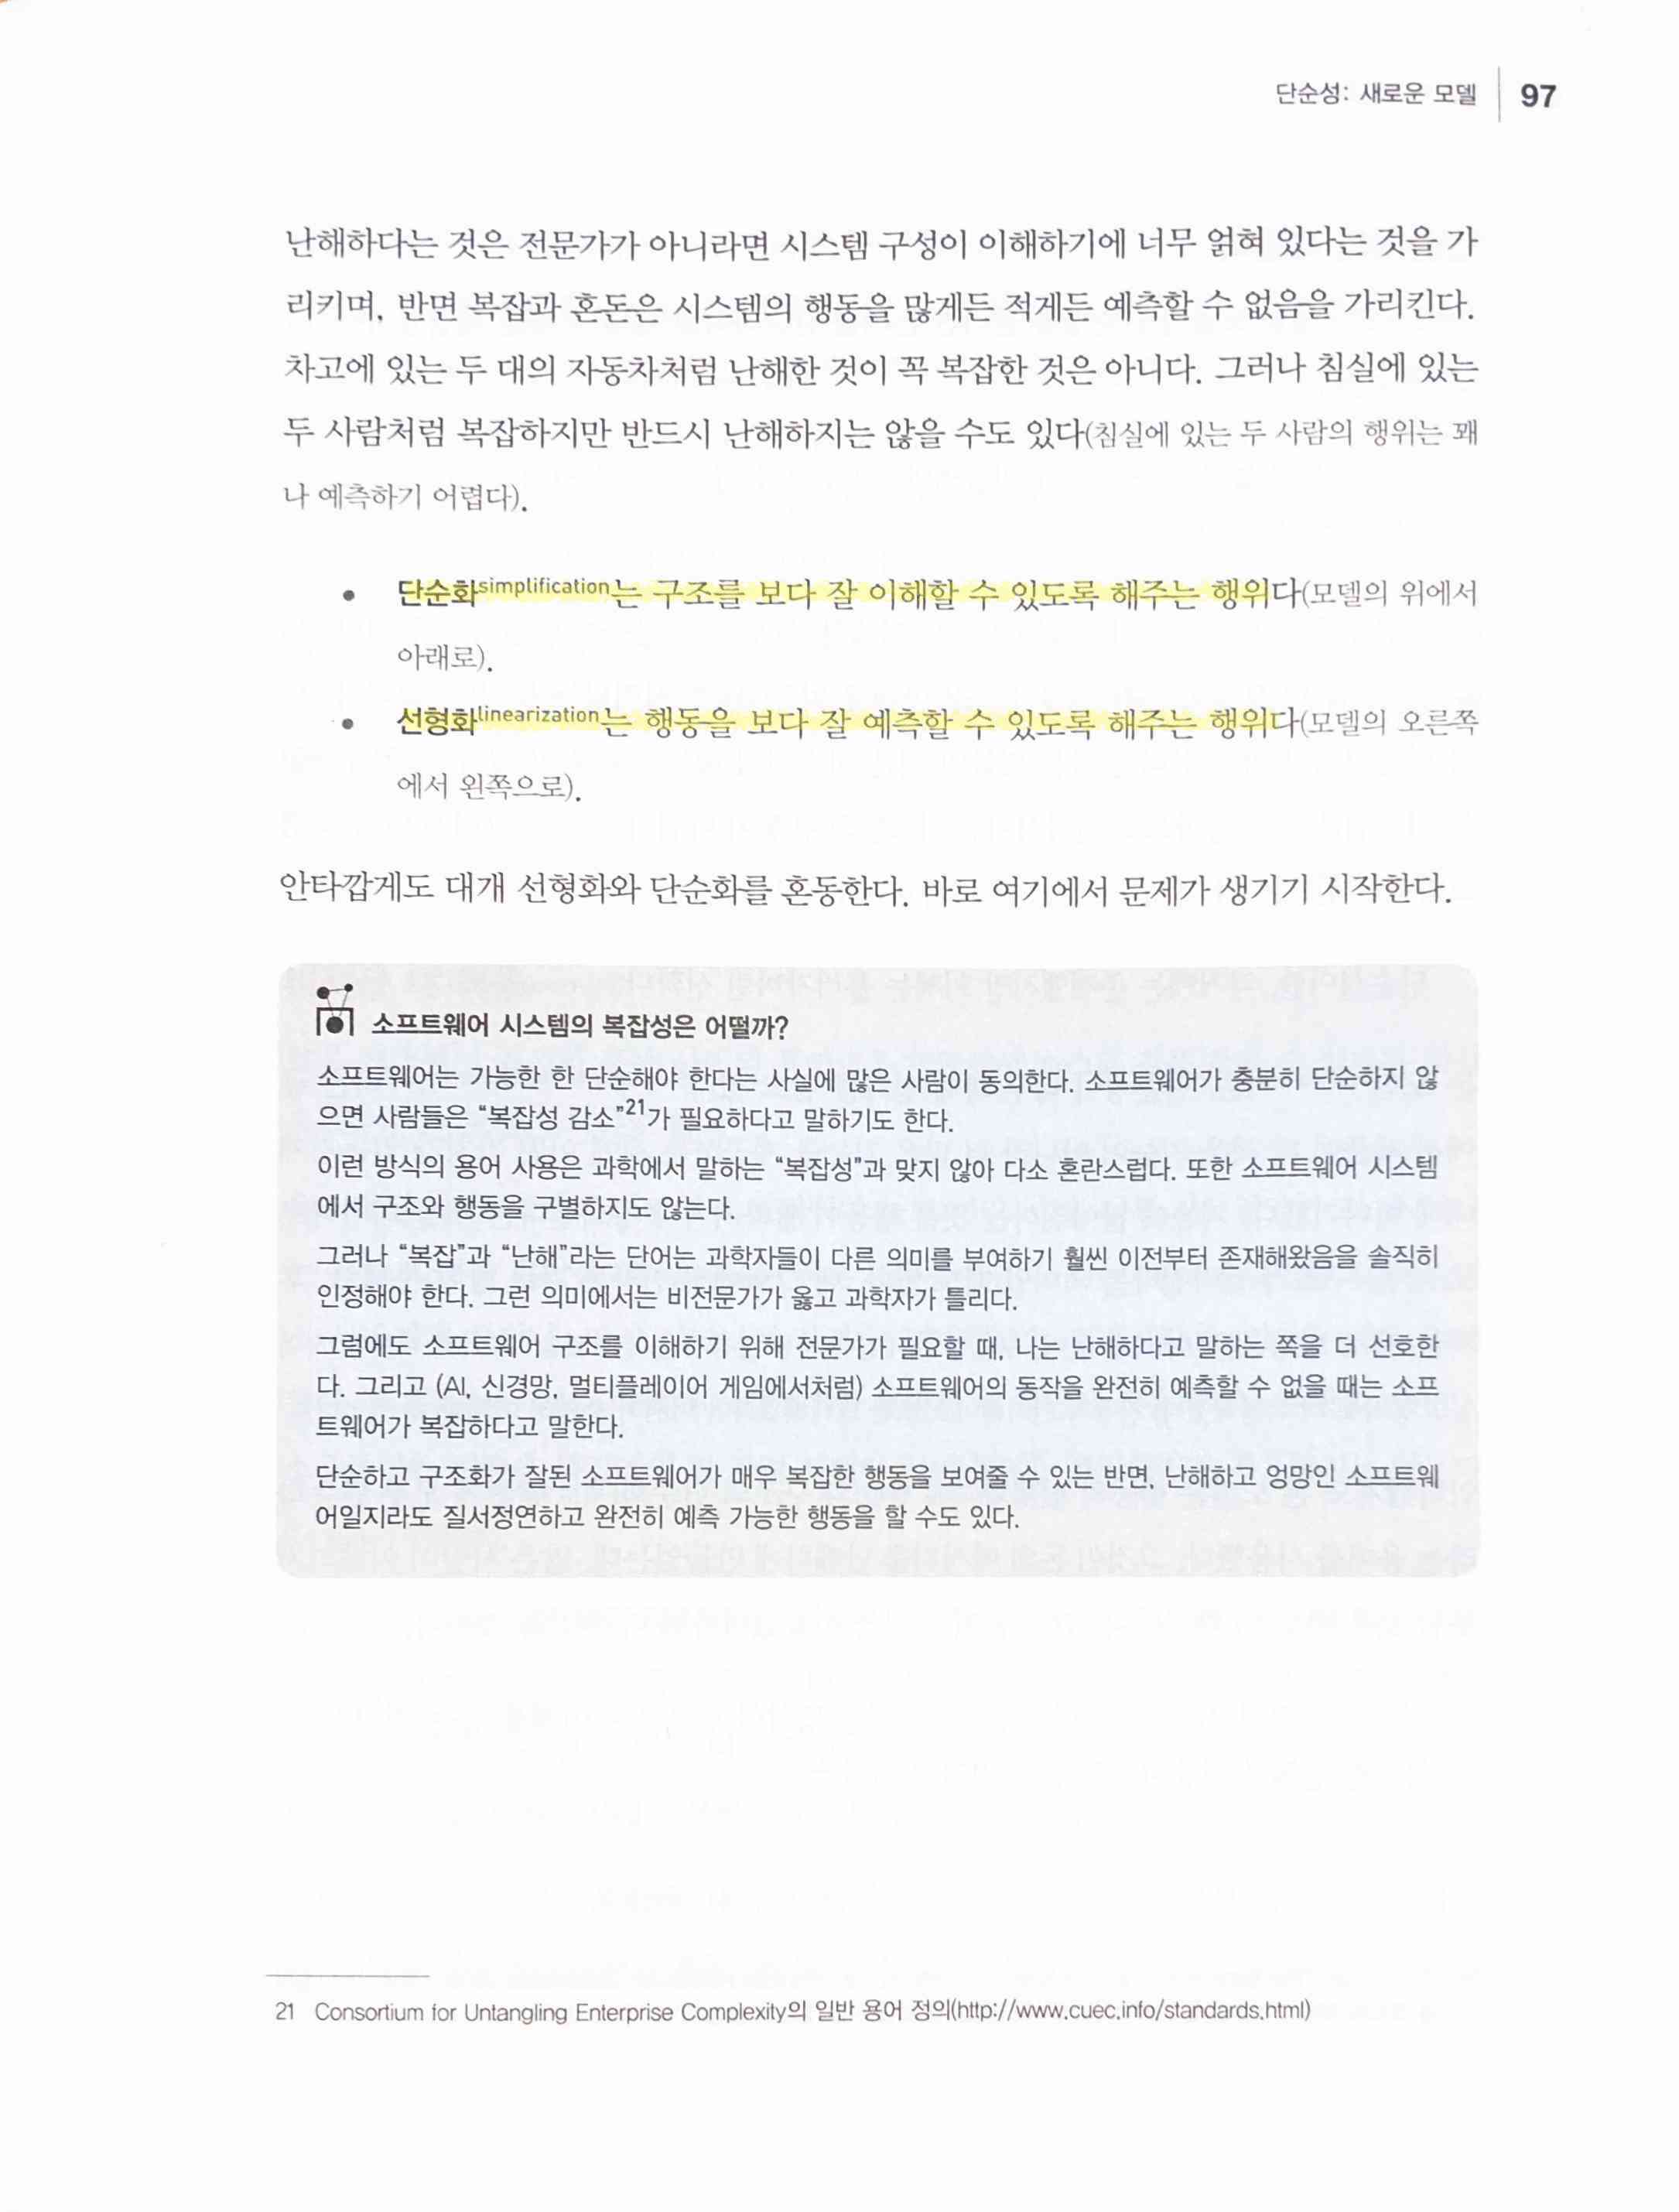 단순성: 새로운 모델 97
난해하다는 것은 전문가가 아니라면 시스템 구성이 이해하기에 너무 얽혀 있다는 것을 가
리키며, 반면 복잡과 혼돈은 시스템의 행동을 많게든 적게든 예측할 수 없음을 가리킨다.
차고에 있는 두 대의 자동차처럼 난해한 것이 꼭 복잡한 것은 아니다. 그러나 침실에 있는
두 사람처럼 복잡하지만 반드시 난해하지는 않을 수도 있다(침실에 있는 두 사람의 행위는 꽤
나 예측하기 어렵다).
• 단순화simplification는 구조를 보다 잘 이해할 수 있도록 해주는 행위다(모델의 위에서
아래로).
• 선형화linearization는 행동을 보다 잘 예측할 수 있도록 해주는 행위다(모델의 오른쪽
에서 왼쪽으로).
안타깝게도 대개 선형화와 단순화를 혼동한다. 바로 여기에서 문제가 생기기 시작한다.
소프트웨어 시스템의 복잡성은 어떨까?
소프트웨어는 가능한 한 단순해야 한다는 사실에 많은 사람이 동의한다. 소프트웨어가 충분히 단순하지 않
으면 사람들은 “복잡성 감소”21가 필요하다고 말하기도 한다.
이런 방식의 용어 사용은 과학에서 말하는 “복잡성”과 맞지 않아 다소 혼란스럽다. 또한 소프트웨어 시스템
에서 구조와 행동을 구별하지도 않는다.
그러나 “복잡”과 “난해”라는 단어는 과학자들이 다른 의미를 부여하기 훨씬 이전부터 존재해왔음을 솔직히
인정해야 한다. 그런 의미에서는 비전문가가 옳고 과학자가 틀리다.
그럼에도 소프트웨어 구조를 이해하기 위해 전문가가 필요할 때, 나는 난해하다고 말하는 쪽을 더 선호한
다. 그리고 (AI, 신경망, 멀티플레이어 게임에서처럼) 소프트웨어의 동작을 완전히 예측할 수 없을 때는 소프
트웨어가 복잡하다고 말한다.
단순하고 구조화가 잘된 소프트웨어가 매우 복잡한 행동을 보여줄 수 있는 반면, 난해하고 엉망인 소프트웨
어일지라도 질서정연하고 완전히 예측 가능한 행동을 할 수도 있다.
21 Consortium for Untangling Enterprise Complexity의 일반 용어 정의(http://www.cuec.info/standards.html)